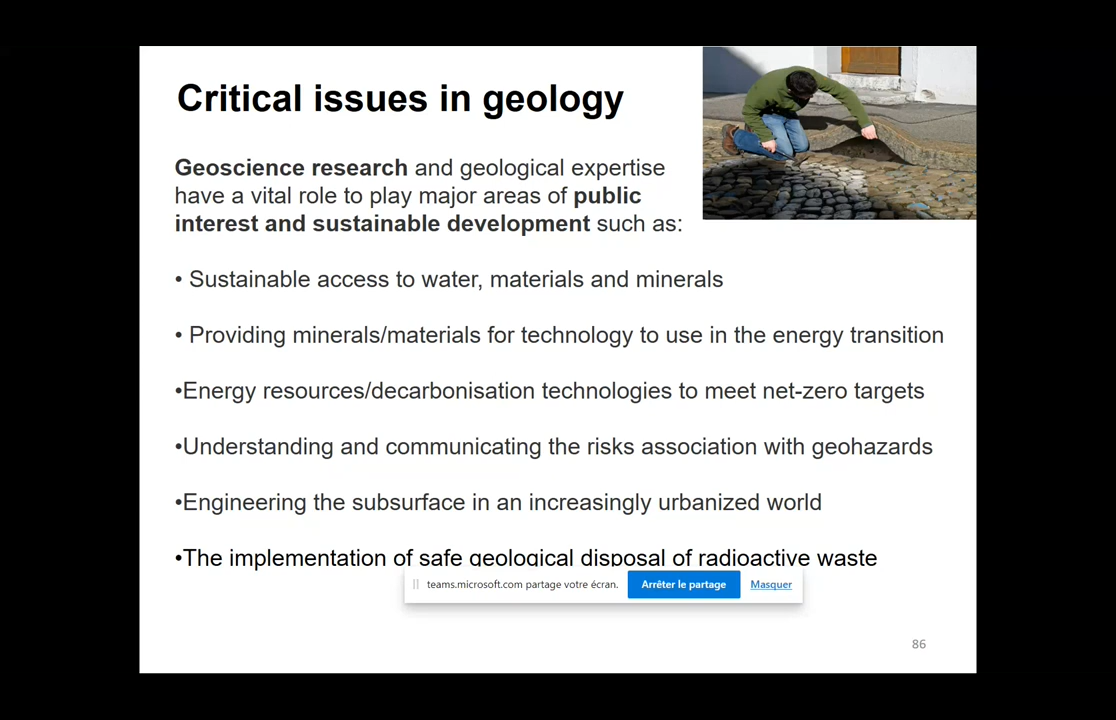 Critical issues in geology
Geoscience research and geological expertise
have a vital role to play major areas of public
interest and sustainable development such as:
• Sustainable access to water, materials and minerals
• Providing minerals/materials for technology to use in the energy transition
•Energy resources/decarbonisation technologies to meet net-zero targets
•Understanding and communicating the risks association with geohazards
•Engineering the subsurface in an increasingly urbanized world
•The implementation of safe geological disposal of radioactive waste
teams.microsoft.com partage votre écran. Arrêter le partage Masquer
86